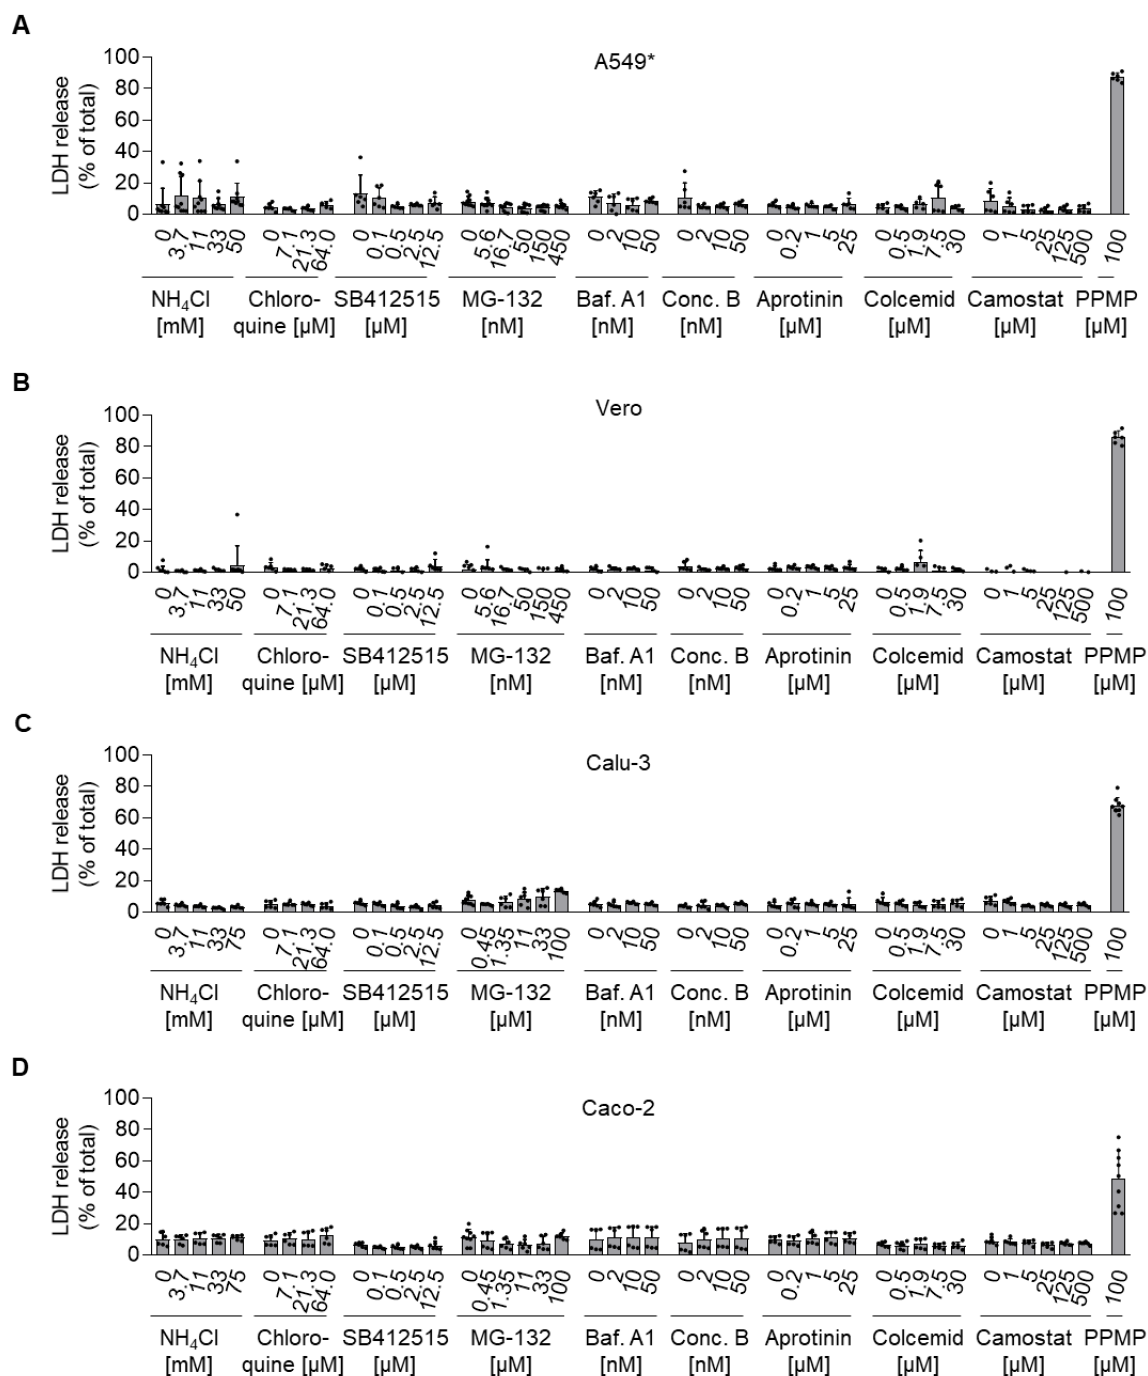 A
A549*
LDH release
(% of total)
100
80
60
40
20
0
0 3.7 11 33 50 0 7.1 21.3 64.0 0 0.1 0.5 2.5 12.5 0 5.6 16.7 50 150 450 0 2 10 50 0 2 10 50 0 0.2 1 5 25 0 0.5 1.9 7.5 30 0 1 5 25 125 500 100
NH₄Cl Chloro- SB412515 MG-132 Baf. A1 Conc. B Aprotinin Colcemid Camostat PPMP
[mM] quine [µM] [µM] [nM] [nM] [nM] [µM] [µM] [µM] [µM]
B
Vero
LDH release
(% of total)
100
80
60
40
20
0
0 3.7 11 33 50 0 7.1 21.3 64.0 0 0.1 0.5 2.5 12.5 0 5.6 16.7 50 150 450 0 2 10 50 0 2 10 50 0 0.2 1 5 25 0 0.5 1.9 7.5 30 0 1 5 25 125 500 100
NH₄Cl Chloro- SB412515 MG-132 Baf. A1 Conc. B Aprotinin Colcemid Camostat PPMP
[mM] quine [µM] [µM] [nM] [nM] [nM] [µM] [µM] [µM] [µM]
C
Calu-3
LDH release
(% of total)
100
80
60
40
20
0
0 3.7 11 33 75 0 7.1 21.3 64.0 0 0.1 0.5 2.5 12.5 0 0.45 1.35 11 33 100 0 2 10 50 0 2 10 50 0 0.2 1 5 25 0 0.5 1.9 7.5 30 0 1 5 25 125 500 100
NH₄Cl Chloro- SB412515 MG-132 Baf. A1 Conc. B Aprotinin Colcemid Camostat PPMP
[mM] quine [µM] [µM] [µM] [nM] [nM] [µM] [µM] [µM] [µM]
D
Caco-2
LDH release
(% of total)
100
80
60
40
20
0
0 3.7 11 33 75 0 7.1 21.3 64.0 0 0.1 0.5 2.5 12.5 0 0.45 1.35 11 33 100 0 2 10 50 0 2 10 50 0 0.2 1 5 25 0 0.5 1.9 7.5 30 0 1 5 25 125 500 100
NH₄Cl Chloro- SB412515 MG-132 Baf. A1 Conc. B Aprotinin Colcemid Camostat PPMP
[mM] quine [µM] [µM] [µM] [nM] [nM] [µM] [µM] [µM] [µM]